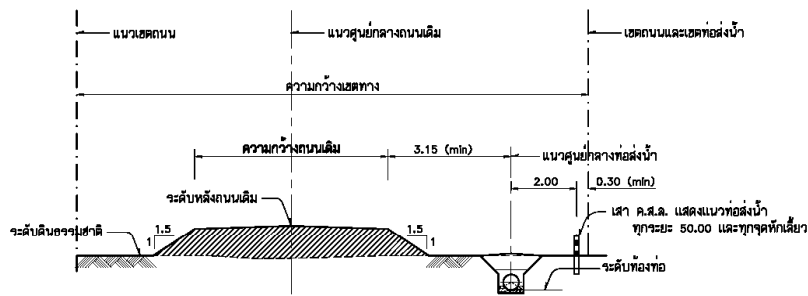 แนวเขตถนน
แนวศูนย์กลางถนนเดิม
เขตถนนและเขตท่อส่งน้ำ
ความกว้างเขตทาง
ความกว้างถนนเดิม
3.15 (min)
แนวศูนย์กลางท่อส่งน้ำ
2.00
0.30 (min)
ระดับหลังถนนเดิม
เสา ค.ส.ล. แสดงแนวท่อส่งน้ำ
ทุกระยะ 50.00 และทุกจุดหักเลี้ยว
ระดับดินธรรมชาติ
1.5
1
1.5
1
ระดับท้องท่อ